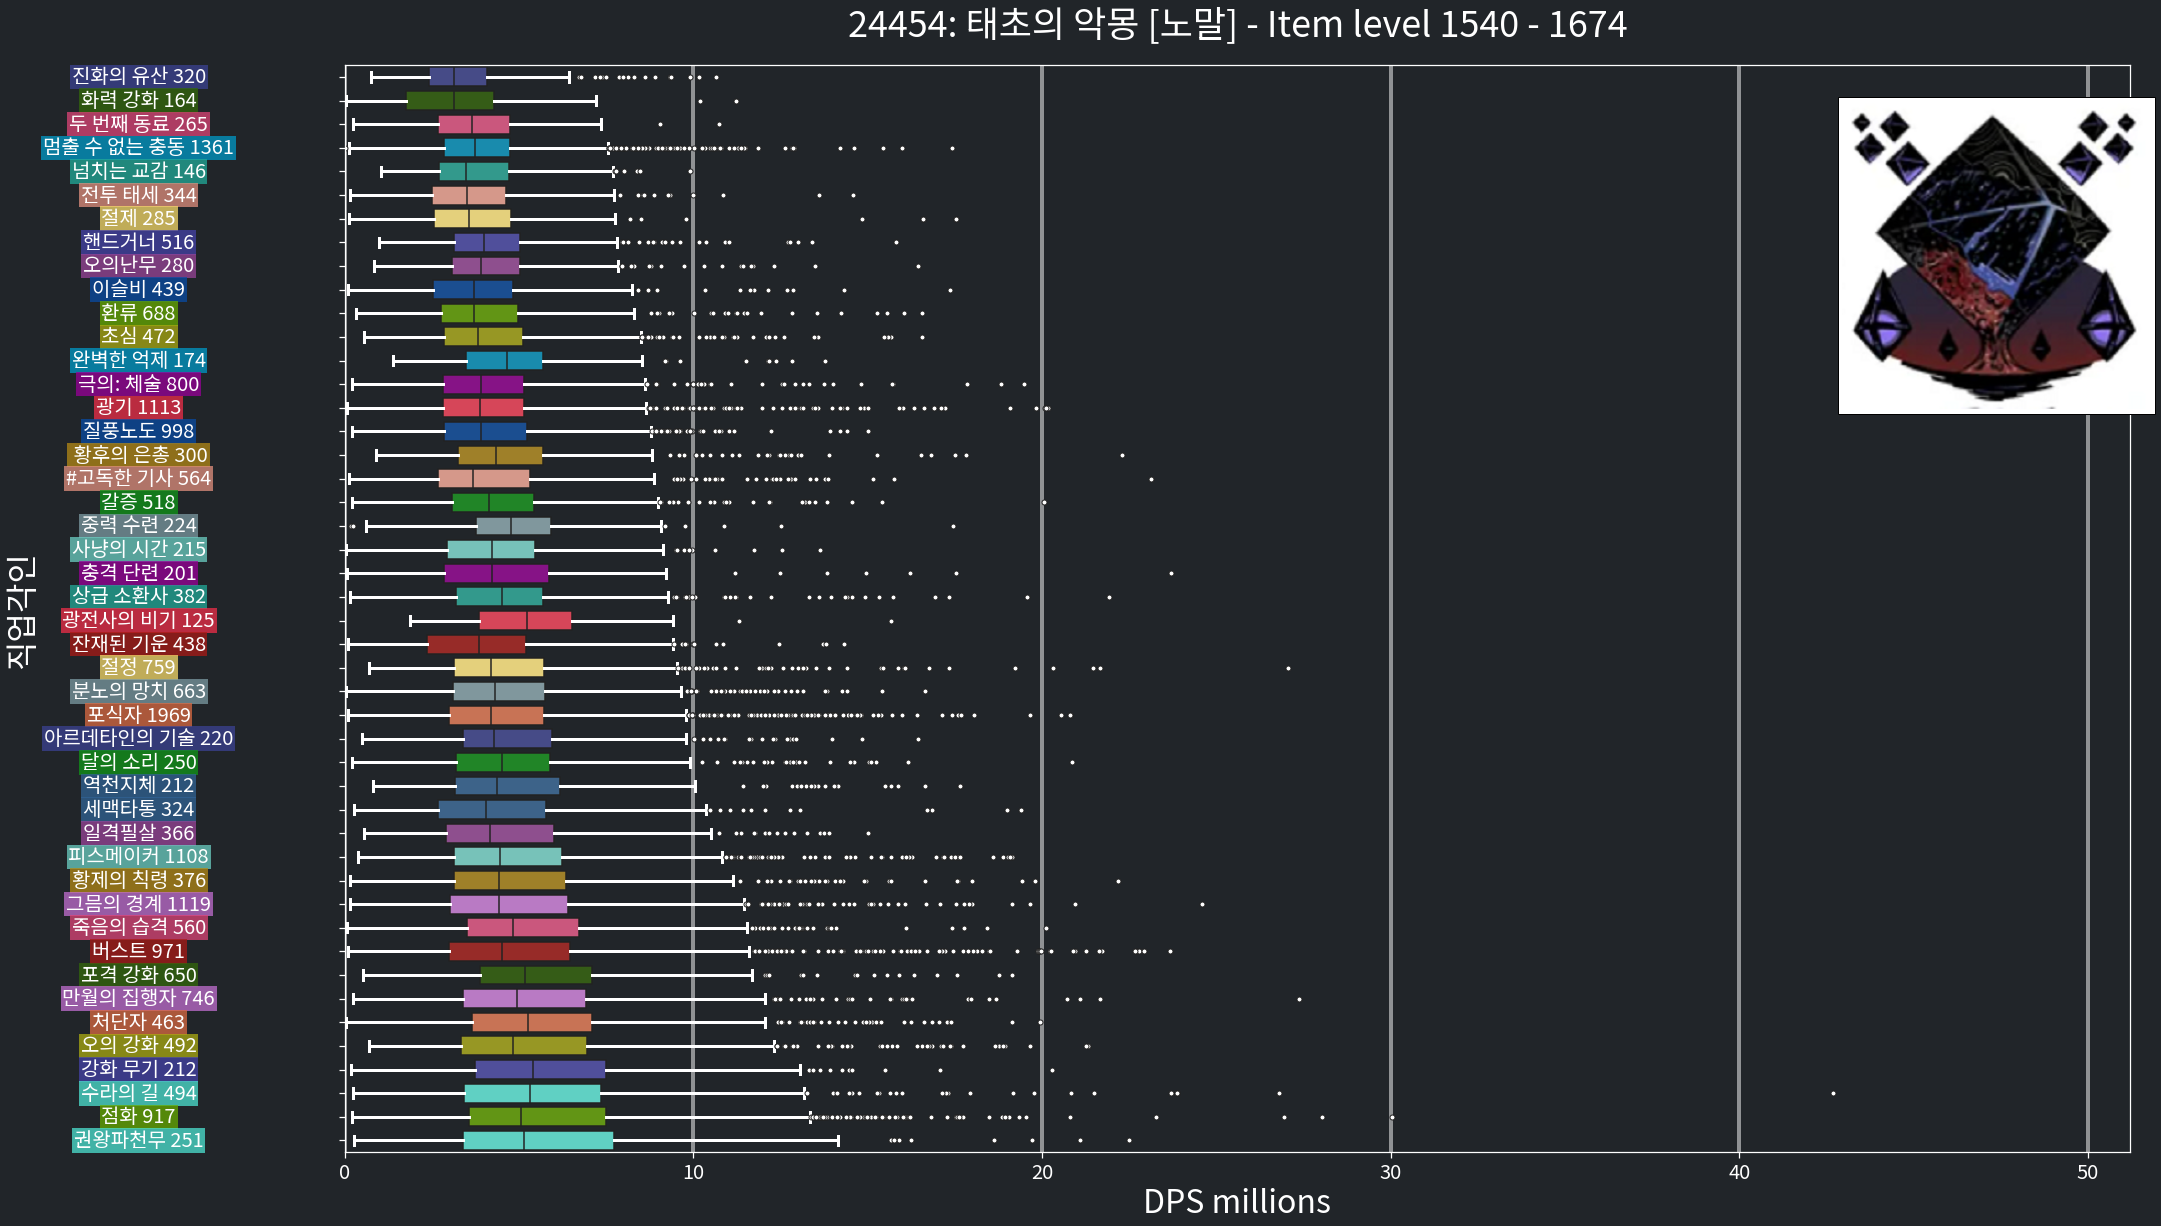 24454: 태초의 악몽 [노말] - Item level 1540 - 1674
직업각인
진화의 유산 320
화력 강화 164
두 번째 동료 265
멈출 수 없는 충동 1361
넘치는 교감 146
전투 태세 344
절제 285
핸드거너 516
오의난무 280
이슬비 439
환류 688
초심 472
완벽한 억제 174
극의: 체술 800
광기 1113
질풍노도 998
황후의 은총 300
#고독한 기사 564
갈증 518
중력 수련 224
사냥의 시간 215
충격 단련 201
상급 소환사 382
광전사의 비기 125
잔재된 기운 438
절정 759
분노의 망치 663
포식자 1969
아르데타인의 기술 220
달의 소리 250
역천지체 212
세맥타통 324
일격필살 366
피스메이커 1108
황제의 칙령 376
그믐의 경계 1119
죽음의 습격 560
버스트 971
포격 강화 650
만월의 집행자 746
처단자 463
오의 강화 492
강화 무기 212
수라의 길 494
점화 917
권왕파천무 251
0 10 20 30 40 50
DPS millions